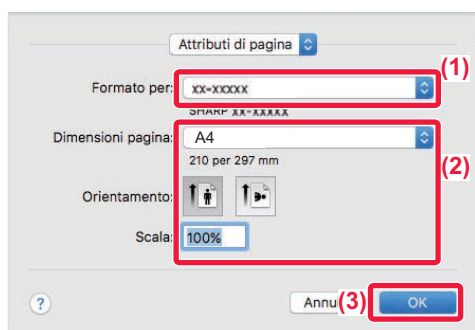 Attributi di pagina
(1)
Formato per: xx-xxxxx
SHARP xx-xxxxx
Dimensioni pagina: A4
210 per 297 mm
(2)
Orientamento:
Scala: 100%
? Annu (3) OK